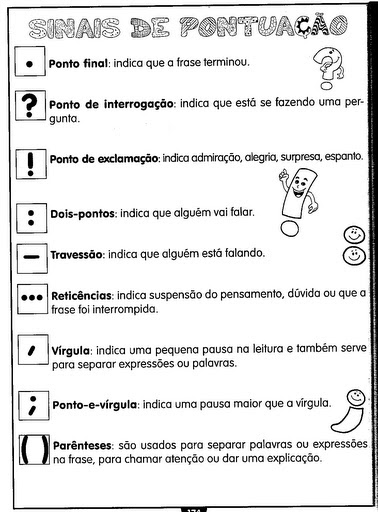 SINAIS DE PONTUAÇÃO
. Ponto final: indica que a frase terminou.
? Ponto de interrogação: indica que está se fazendo uma per-
gunta.
! Ponto de exclamação: indica admiração, alegria, surpresa, espanto.
: Dois-pontos: indica que alguém vai falar.
— Travessão: indica que alguém está falando.
... Reticências: indica suspensão do pensamento, dúvida ou que a
frase foi interrompida.
, Vírgula: indica uma pequena pausa na leitura e também serve
para separar expressões ou palavras.
; Ponto-e-vírgula: indica uma pausa maior que a vírgula.
( ) Parênteses: são usados para separar palavras ou expressões
na frase, para chamar atenção ou dar uma explicação.